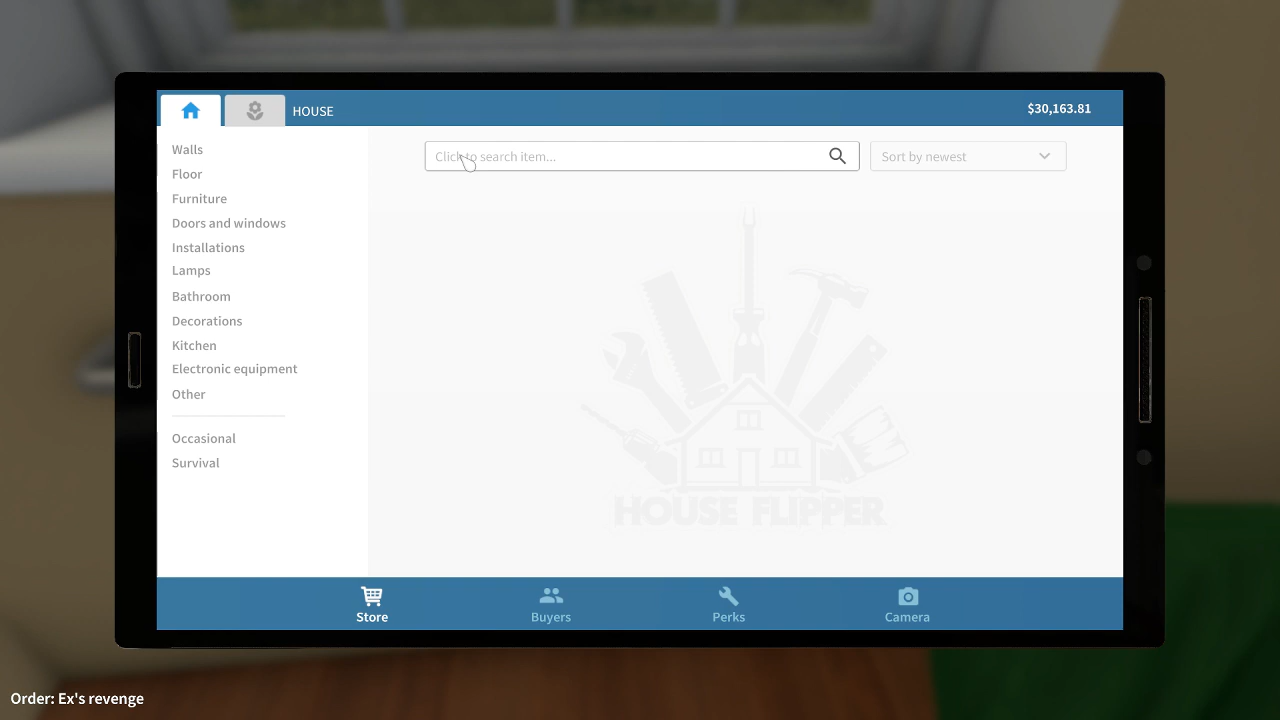 HOUSE
$30,163.81
Walls
Floor
Furniture
Doors and windows
Installations
Lamps
Bathroom
Decorations
Kitchen
Electronic equipment
Other
Occasional
Survival
Click to search item...
Sort by newest
HOUSE FLIPPER
Store
Buyers
Perks
Camera
Order: Ex's revenge